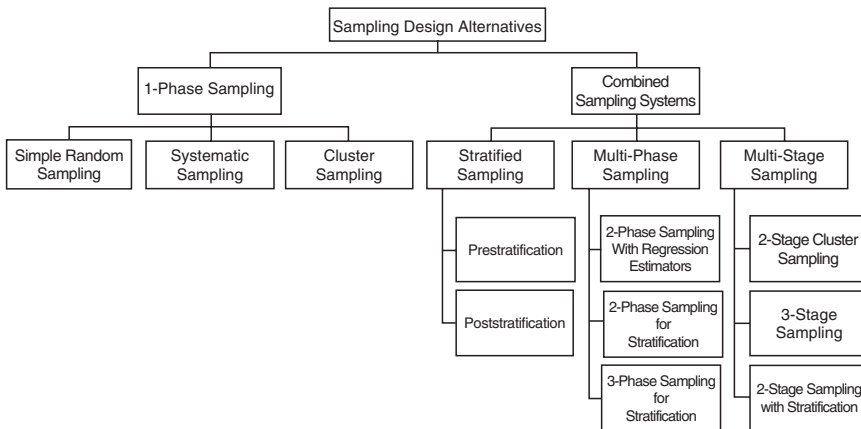 Sampling Design Alternatives
1-Phase Sampling
Combined
Sampling Systems
Simple Random
Sampling
Systematic
Sampling
Cluster
Sampling
Stratified
Sampling
Multi-Phase
Sampling
Multi-Stage
Sampling
Prestratification
Poststratification
2-Phase Sampling
With Regression
Estimators
2-Phase Sampling
for
Stratification
3-Phase Sampling
for
Stratification
2-Stage Cluster
Sampling
3-Stage
Sampling
2-Stage Sampling
with Stratification